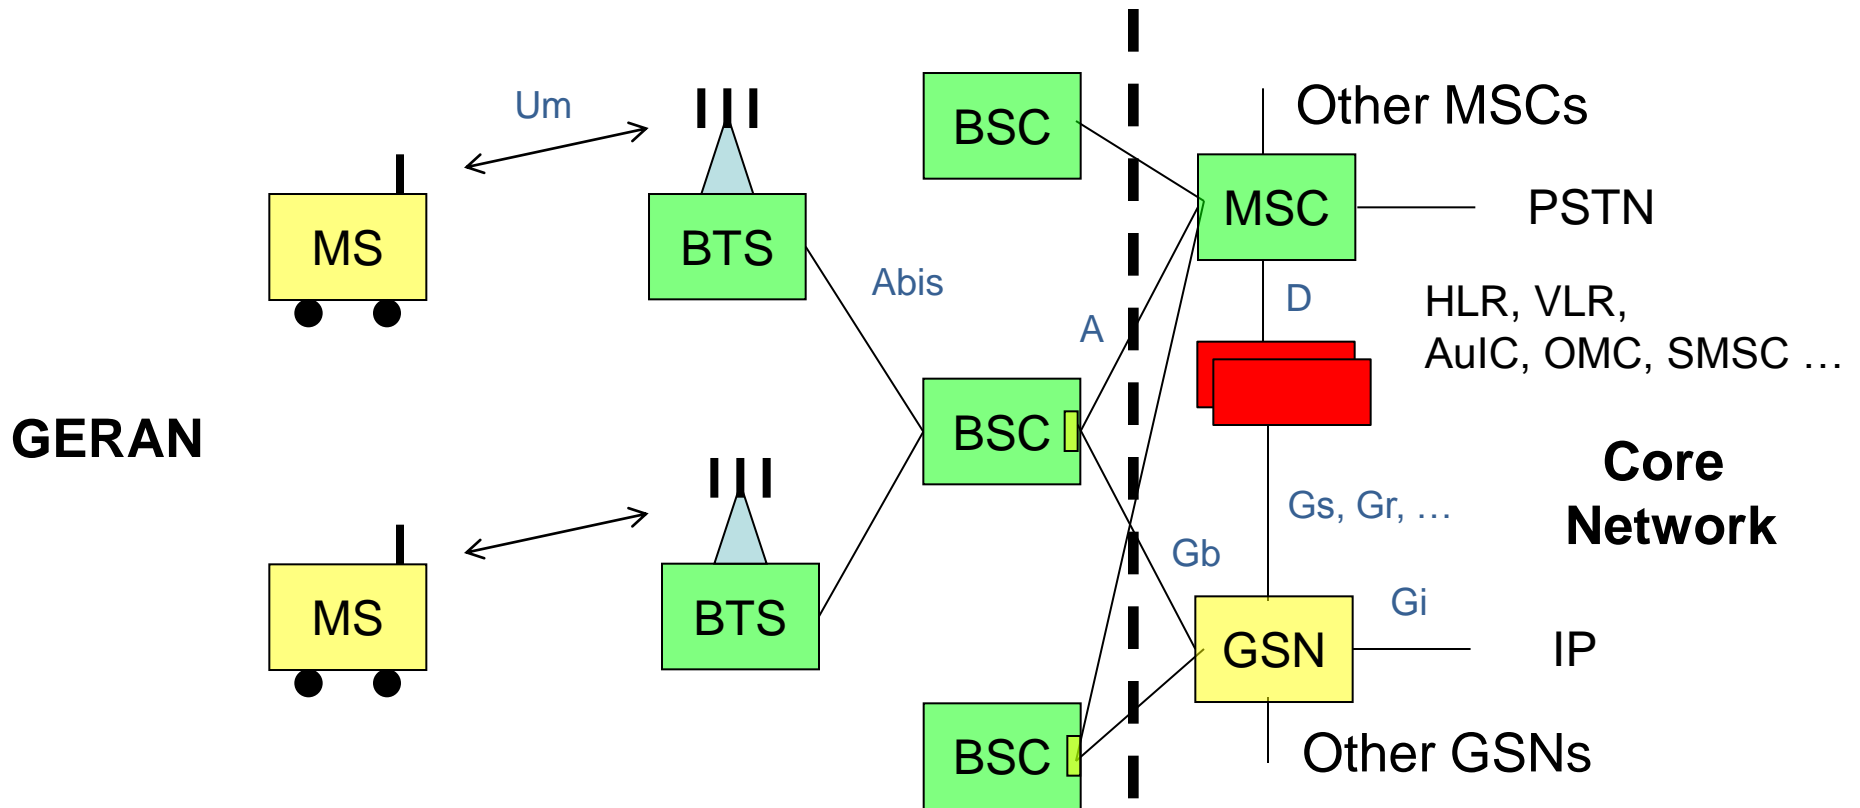 Um
BSC
Other MSCs
MS
BTS
MSC
PSTN
Abis
A
D
HLR, VLR,
AuIC, OMC, SMSC …
GERAN
BSC
Core
Network
Gs, Gr, …
Gb
MS
BTS
GSN
Gi
IP
BSC
Other GSNs